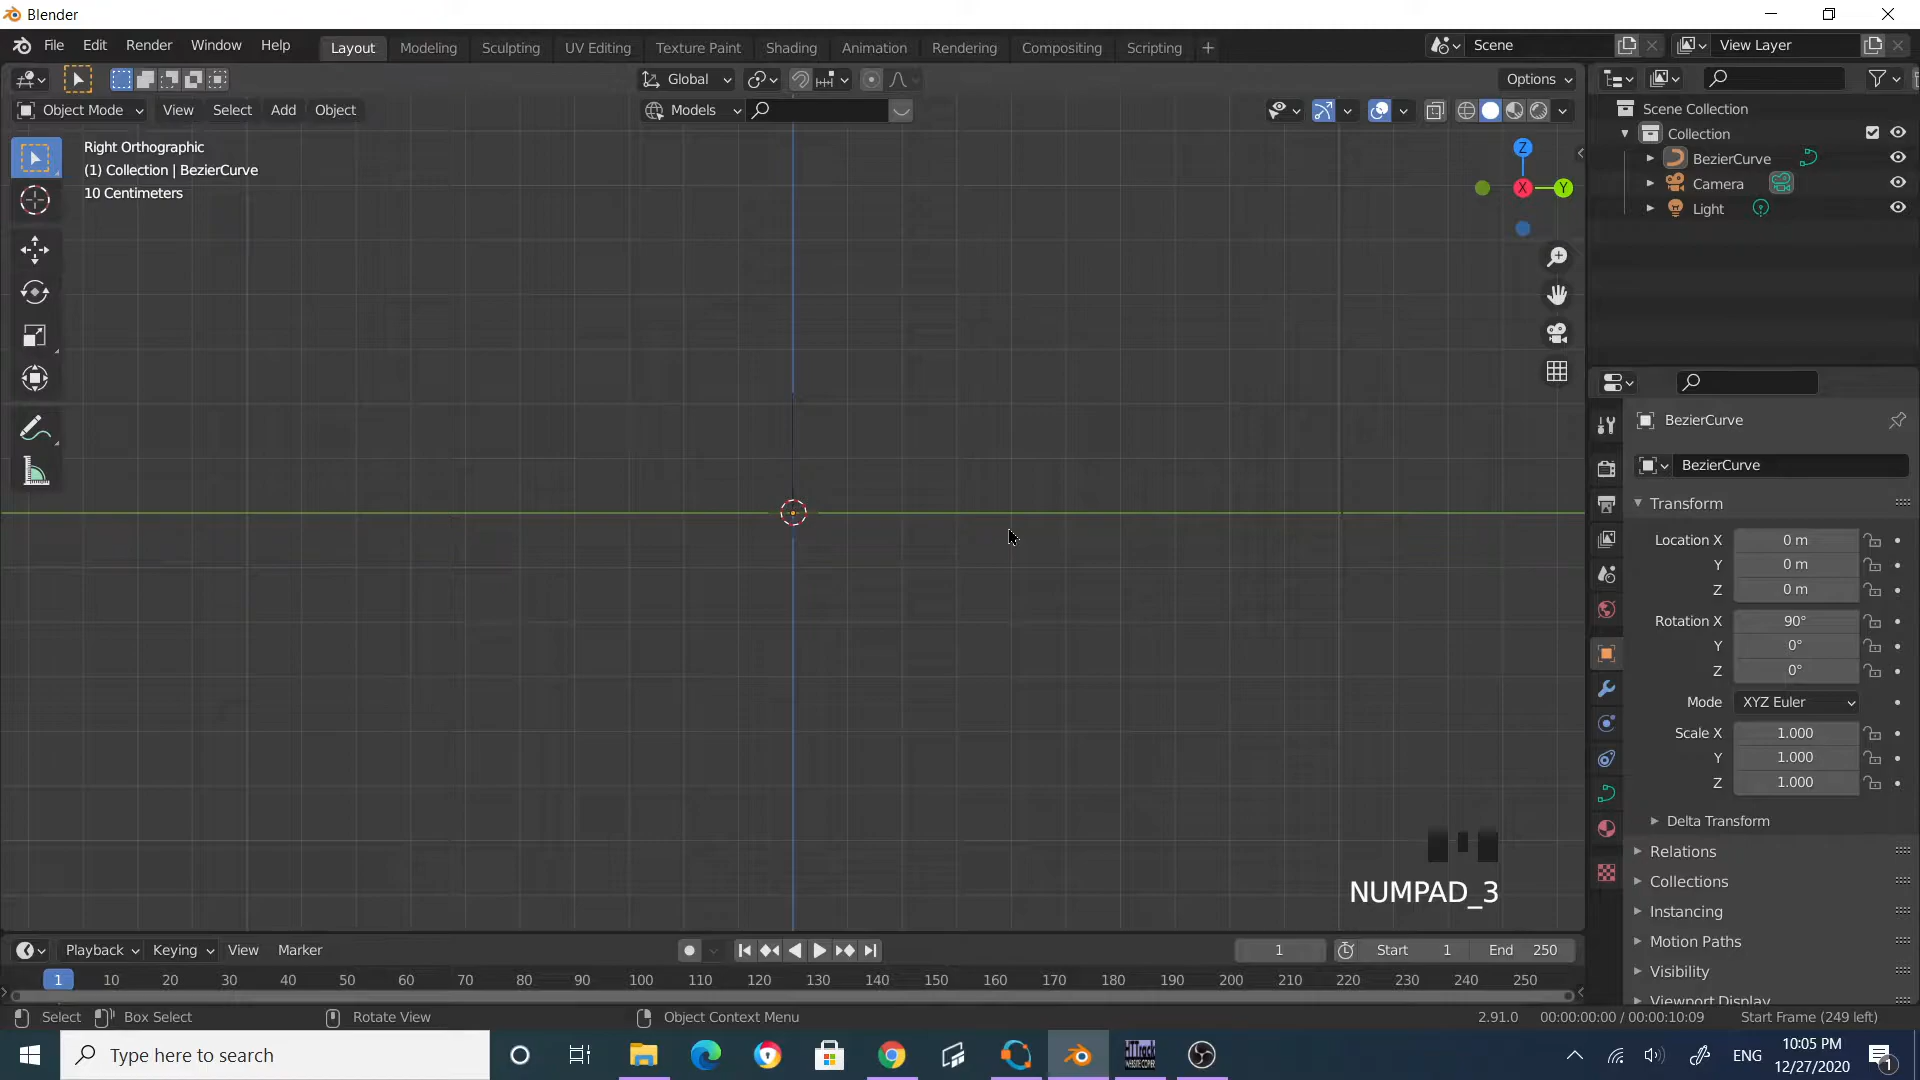 Blender
File Edit Render Window Help Layout Modeling Sculpting UV Editing Texture Paint Shading Animation Rendering Compositing Scripting + Scene View Layer
Global Options
Object Mode View Select Add Object Models
Right Orthographic
(1) Collection | BezierCurve
10 Centimeters
Z
X
Y
Scene Collection
Collection
BezierCurve
Camera
Light
BezierCurve
BezierCurve
Transform
Location X 0 m
Y 0 m
Z 0 m
Rotation X 90°
Y 0°
Z 0°
Mode XYZ Euler
Scale X 1.000
Y 1.000
Z 1.000
Delta Transform
Relations
Collections
Instancing
Motion Paths
Visibility
Viewport Display
NUMPAD_3
Playback Keying View Marker 1 Start 1 End 250
1 10 20 30 40 50 60 70 80 90 100 110 120 130 140 150 160 170 180 190 200 210 220 230 240 250
Select Box Select Rotate View Object Context Menu 2.91.0 00:00:00:00 / 00:00:10:09 Start Frame (249 left)
Type here to search
HTTrack
WEBSITE COPIER
ENG
10:05 PM
12/27/2020
1